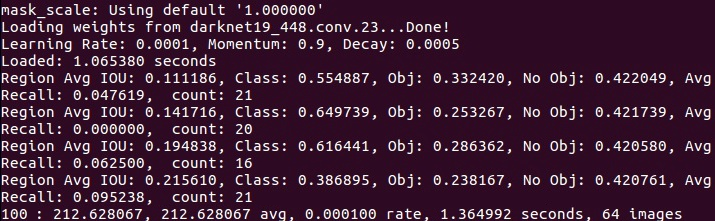 mask_scale: Using default '1.000000'
Loading weights from darknet19_448.conv.23...Done!
Learning Rate: 0.0001, Momentum: 0.9, Decay: 0.0005
Loaded: 1.065380 seconds
Region Avg IOU: 0.111186, Class: 0.554887, Obj: 0.332420, No Obj: 0.422049, Avg
Recall: 0.047619,  count: 21
Region Avg IOU: 0.141716, Class: 0.649739, Obj: 0.253267, No Obj: 0.421739, Avg
Recall: 0.000000,  count: 20
Region Avg IOU: 0.194838, Class: 0.616441, Obj: 0.286362, No Obj: 0.420580, Avg
Recall: 0.062500,  count: 16
Region Avg IOU: 0.215610, Class: 0.386895, Obj: 0.238167, No Obj: 0.420761, Avg
Recall: 0.095238,  count: 21
100 : 212.628067, 212.628067 avg, 0.000100 rate, 1.364992 seconds, 64 images